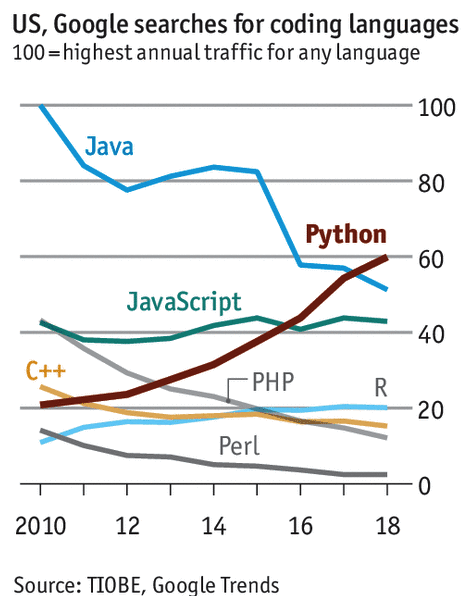 US, Google searches for coding languages
100=highest annual traffic for any language
100
Java
80
Python
60
JavaScript
40
C++
PHP
R
20
Perl
0
2010 12 14 16 18
Source: TIOBE, Google Trends